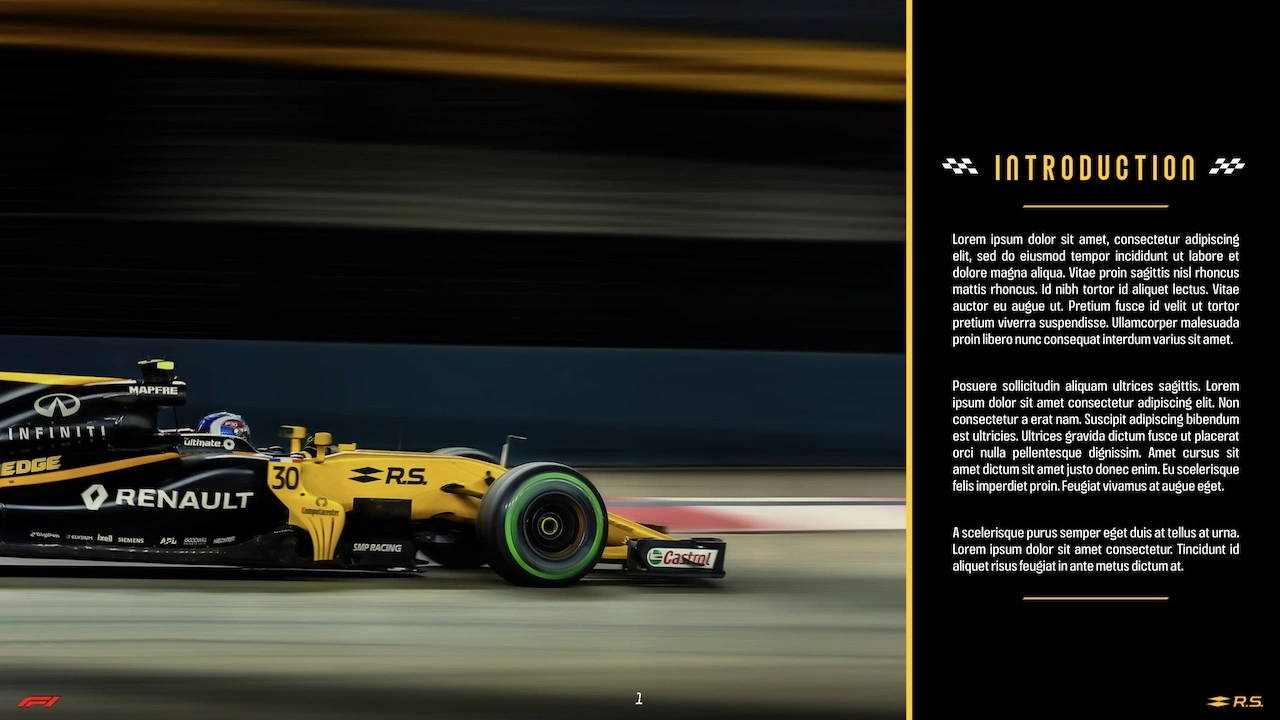 MAPFRE
INFINITI
ultimate
EDGE
30
R.S.
RENAULT
Computacenter
Ixell
SIEMENS
APL
SMP RACING
Castrol
1
INTRODUCTION
Lorem ipsum dolor sit amet, consectetur adipiscing
elit, sed do eiusmod tempor incididunt ut labore et
dolore magna aliqua. Vitae proin sagittis nisl rhoncus
mattis rhoncus. Id nibh tortor id aliquet lectus. Vitae
auctor eu augue ut. Pretium fusce id velit ut tortor
pretium viverra suspendisse. Ullamcorper malesuada
proin libero nunc consequat interdum varius sit amet.
Posuere sollicitudin aliquam ultrices sagittis. Lorem
ipsum dolor sit amet consectetur adipiscing elit. Non
consectetur a erat nam. Suscipit adipiscing bibendum
est ultricies. Ultrices gravida dictum fusce ut placerat
orci nulla pellentesque dignissim. Amet cursus sit
amet dictum sit amet justo donec enim. Eu scelerisque
felis imperdiet proin. Feugiat vivamus at augue eget.
A scelerisque purus semper eget duis at tellus at urna.
Lorem ipsum dolor sit amet consectetur. Tincidunt id
aliquet risus feugiat in ante metus dictum at.
F1
R.S.